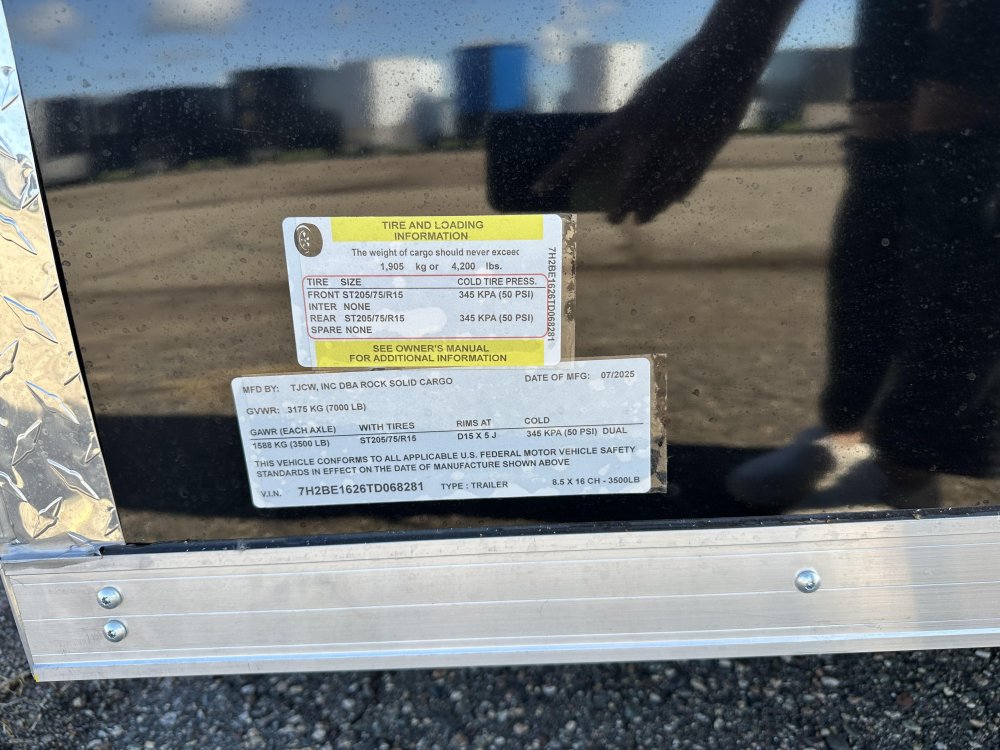 TIRE AND LOADING
INFORMATION
The weight of cargo should never exceed
1,905 kg or 4,200 lbs.
TIRE SIZE COLD TIRE PRESS.
FRONT ST205/75/R15 345 KPA (50 PSI)
INTER NONE
REAR ST205/75/R15 345 KPA (50 PSI)
SPARE NONE
SEE OWNER'S MANUAL
FOR ADDITIONAL INFORMATION
7H2BE1626TD068281
MFD BY: TJCW, INC DBA ROCK SOLID CARGO DATE OF MFG: 07/2025
GVWR: 3175 KG (7000 LB)
GAWR (EACH AXLE) WITH TIRES RIMS AT COLD
1588 KG (3500 LB) ST205/75/R15 D15 X 5 J 345 KPA (50 PSI) DUAL
THIS VEHICLE CONFORMS TO ALL APPLICABLE U.S. FEDERAL MOTOR VEHICLE SAFETY
STANDARDS IN EFFECT ON THE DATE OF MANUFACTURE SHOWN ABOVE
V.I.N. 7H2BE1626TD068281 TYPE : TRAILER 8.5 X 16 CH - 3500LB